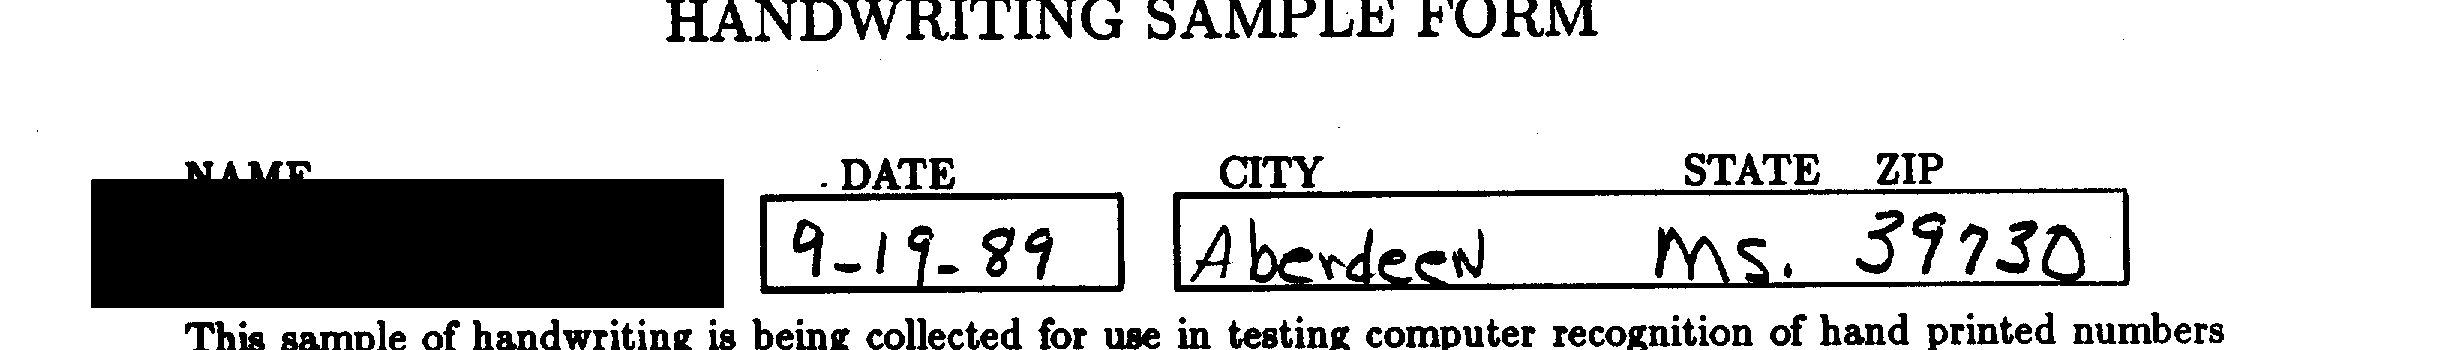 HANDWRITING SAMPLE FORM
NAME DATE CITY STATE ZIP
9-19-89 Aberdeen Ms. 39730
This sample of handwriting is being collected for use in testing computer recognition of hand printed numbers